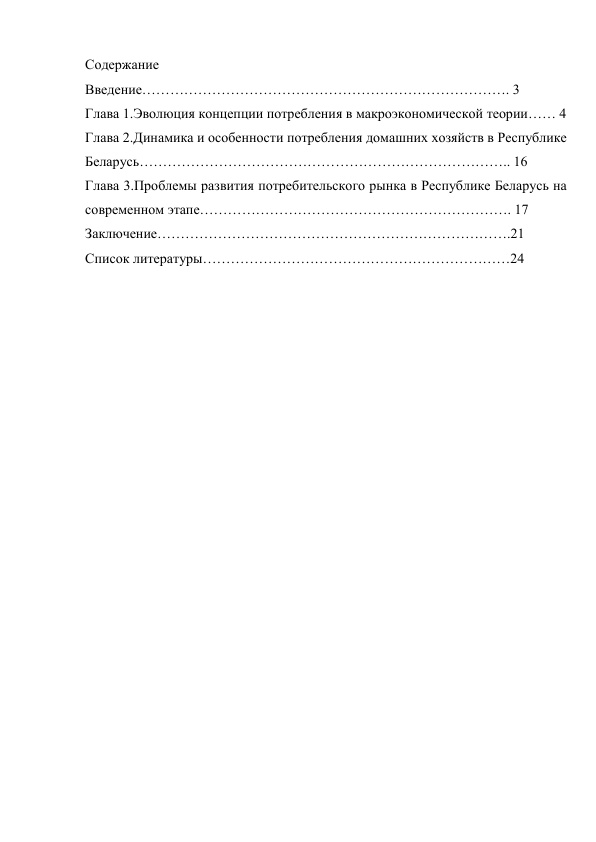 Содержание
Введение……………………………………………………………………. 3
Глава 1.Эволюция концепции потребления в макроэкономической теории…… 4
Глава 2.Динамика и особенности потребления домашних хозяйств в Республике
Беларусь…………………………………………………………………….. 16
Глава 3.Проблемы развития потребительского рынка в Республике Беларусь на
современном этапе…………………………………………………………. 17
Заключение………………………………………………………………….21
Список литературы…………………………………………………………24